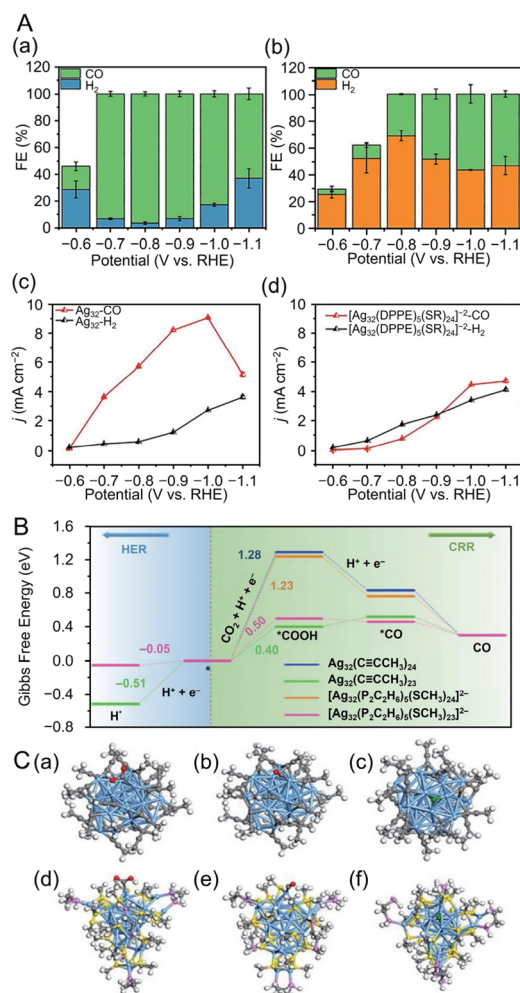 A
(a)
(b)
CO
H₂
CO
H₂
FE (%)
120
100
80
60
40
20
0
FE (%)
120
100
80
60
40
20
0
−0.6 −0.7 −0.8 −0.9 −1.0 −1.1
−0.6 −0.7 −0.8 −0.9 −1.0 −1.1
Potential (V vs. RHE)
Potential (V vs. RHE)
(c)
(d)
Ag₃₂-CO
Ag₃₂-H₂
[Ag₃₂(DPPE)₅(SR)₂₄]⁻²-CO
[Ag₃₂(DPPE)₅(SR)₂₄]⁻²-H₂
j (mA cm⁻²)
10
8
6
4
2
0
j (mA cm⁻²)
10
8
6
4
2
0
−0.6 −0.7 −0.8 −0.9 −1.0 −1.1
−0.6 −0.7 −0.8 −0.9 −1.0 −1.1
Potential (V vs. RHE)
Potential (V vs. RHE)
B
Gibbs Free Energy (eV)
1.6
1.2
0.8
0.4
0.0
−0.4
−0.8
HER
CRR
1.28
1.23
0.50
0.40
CO₂ + H⁺ + e⁻
H⁺ + e⁻
*COOH
*CO
CO
−0.05
−0.51
H⁺ + e⁻
*
H*
Ag₃₂(C≡CCH₃)₂₄
Ag₃₂(C≡CCH₃)₂₃
[Ag₃₂(P₂C₂H₆)₅(SCH₃)₂₄]²⁻
[Ag₃₂(P₂C₂H₆)₅(SCH₃)₂₃]²⁻
C
(a)
(b)
(c)
(d)
(e)
(f)